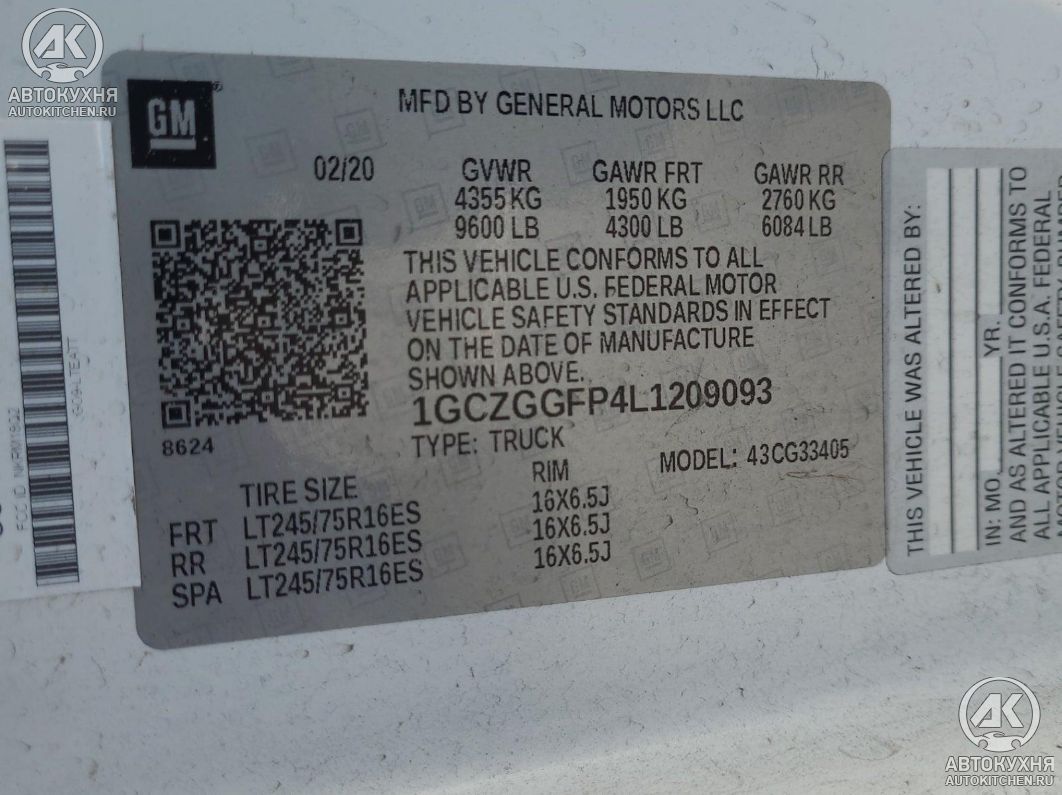 AK
АВТОКУХНЯ
AUTOKITCHEN.RU
GM
MFD BY GENERAL MOTORS LLC
02/20
GVWR GAWR FRT GAWR RR
4355 KG 1950 KG 2760 KG
9600 LB 4300 LB 6084 LB
THIS VEHICLE CONFORMS TO ALL
APPLICABLE U.S. FEDERAL MOTOR
VEHICLE SAFETY STANDARDS IN EFFECT
ON THE DATE OF MANUFACTURE
SHOWN ABOVE.
1GCZGGFP4L1209093
8624
TYPE: TRUCK
MODEL: 43CG33405
TIRE SIZE RIM
FRT LT245/75R16ES 16X6.5J
RR LT245/75R16ES 16X6.5J
SPA LT245/75R16ES 16X6.5J
THIS VEHICLE WAS ALTERED BY:
IN: MO. YR.
AND AS ALTERED IT CONFORMS TO
ALL APPLICABLE U.S.A. FEDERAL
FCC ID:
AK
АВТОКУХНЯ
AUTOKITCHEN.RU